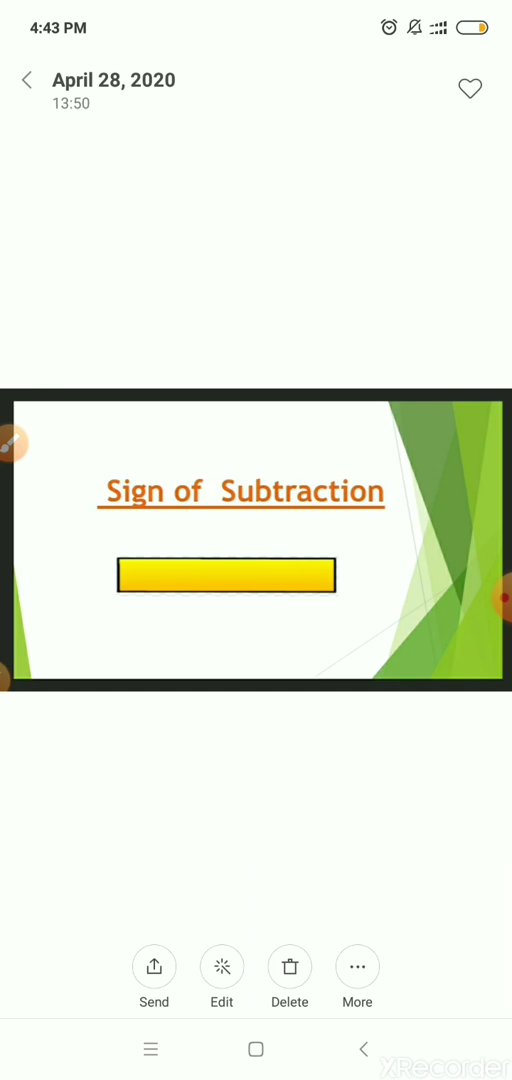 4:43 PM
April 28, 2020
13:50
Sign of Subtraction
Send Edit Delete More
XRecorder